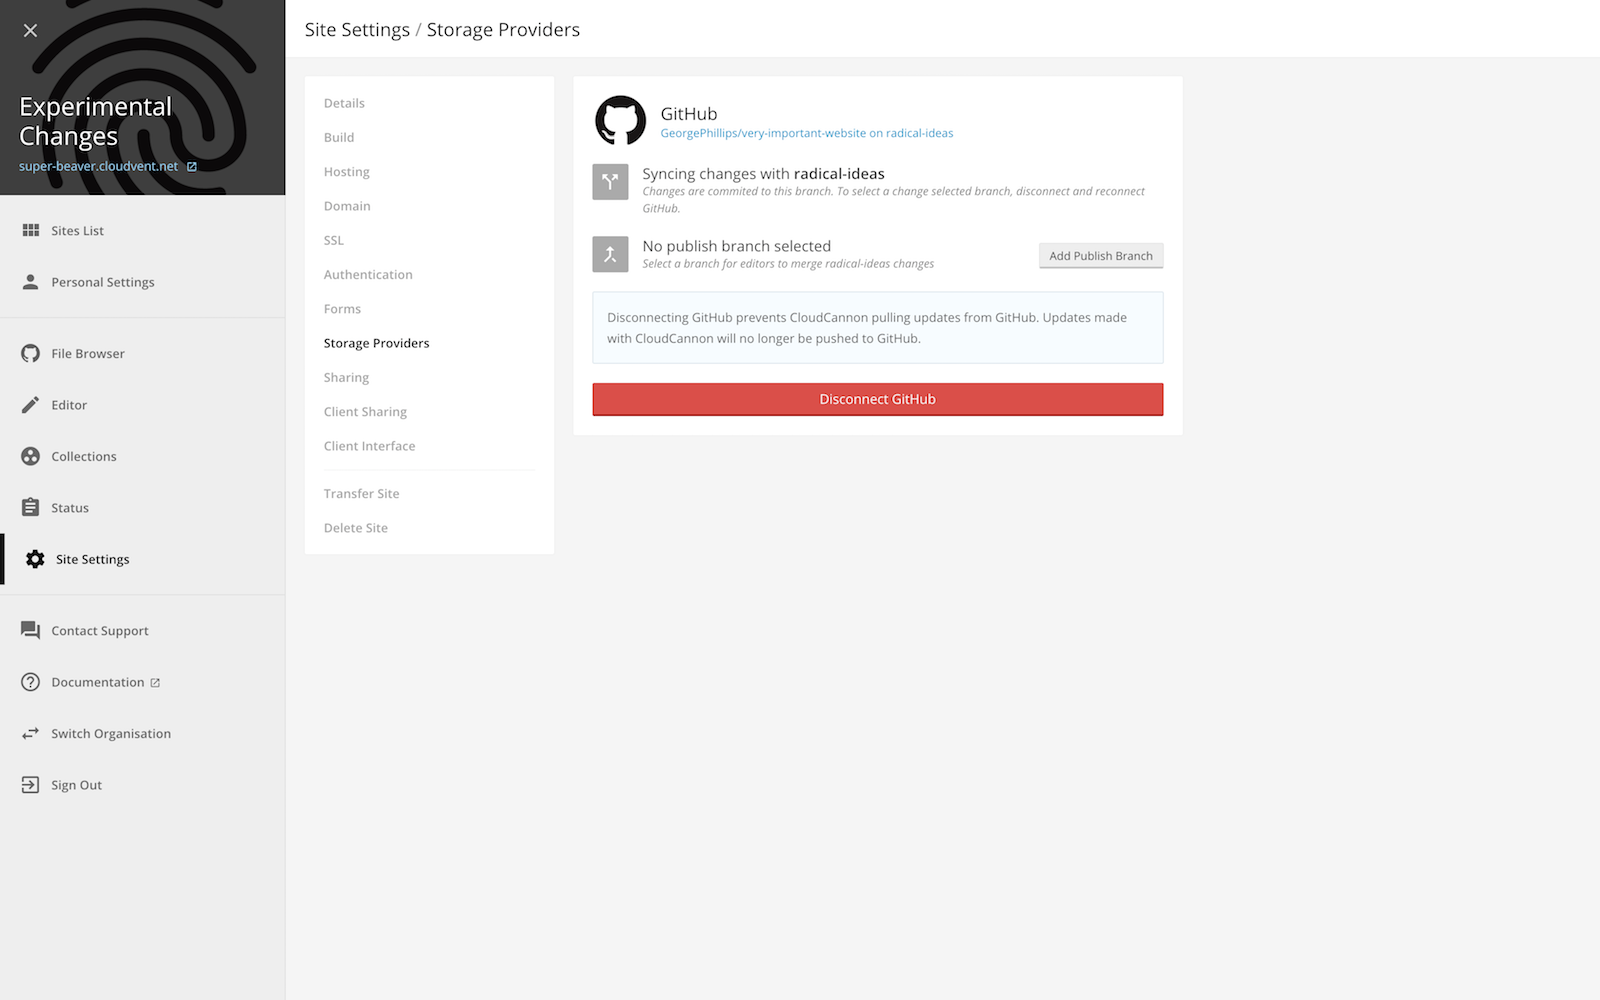 Experimental
Changes
super-beaver.cloudvent.net
Sites List
Personal Settings
File Browser
Editor
Collections
Status
Site Settings
Contact Support
Documentation
Switch Organisation
Sign Out
Site Settings / Storage Providers
Details
Build
Hosting
Domain
SSL
Authentication
Forms
Storage Providers
Sharing
Client Sharing
Client Interface
Transfer Site
Delete Site
GitHub
GeorgePhillips/very-important-website on radical-ideas
Syncing changes with radical-ideas
Changes are commited to this branch. To select a change selected branch, disconnect and reconnect
GitHub.
No publish branch selected
Select a branch for editors to merge radical-ideas changes
Add Publish Branch
Disconnecting GitHub prevents CloudCannon pulling updates from GitHub. Updates made
with CloudCannon will no longer be pushed to GitHub.
Disconnect GitHub